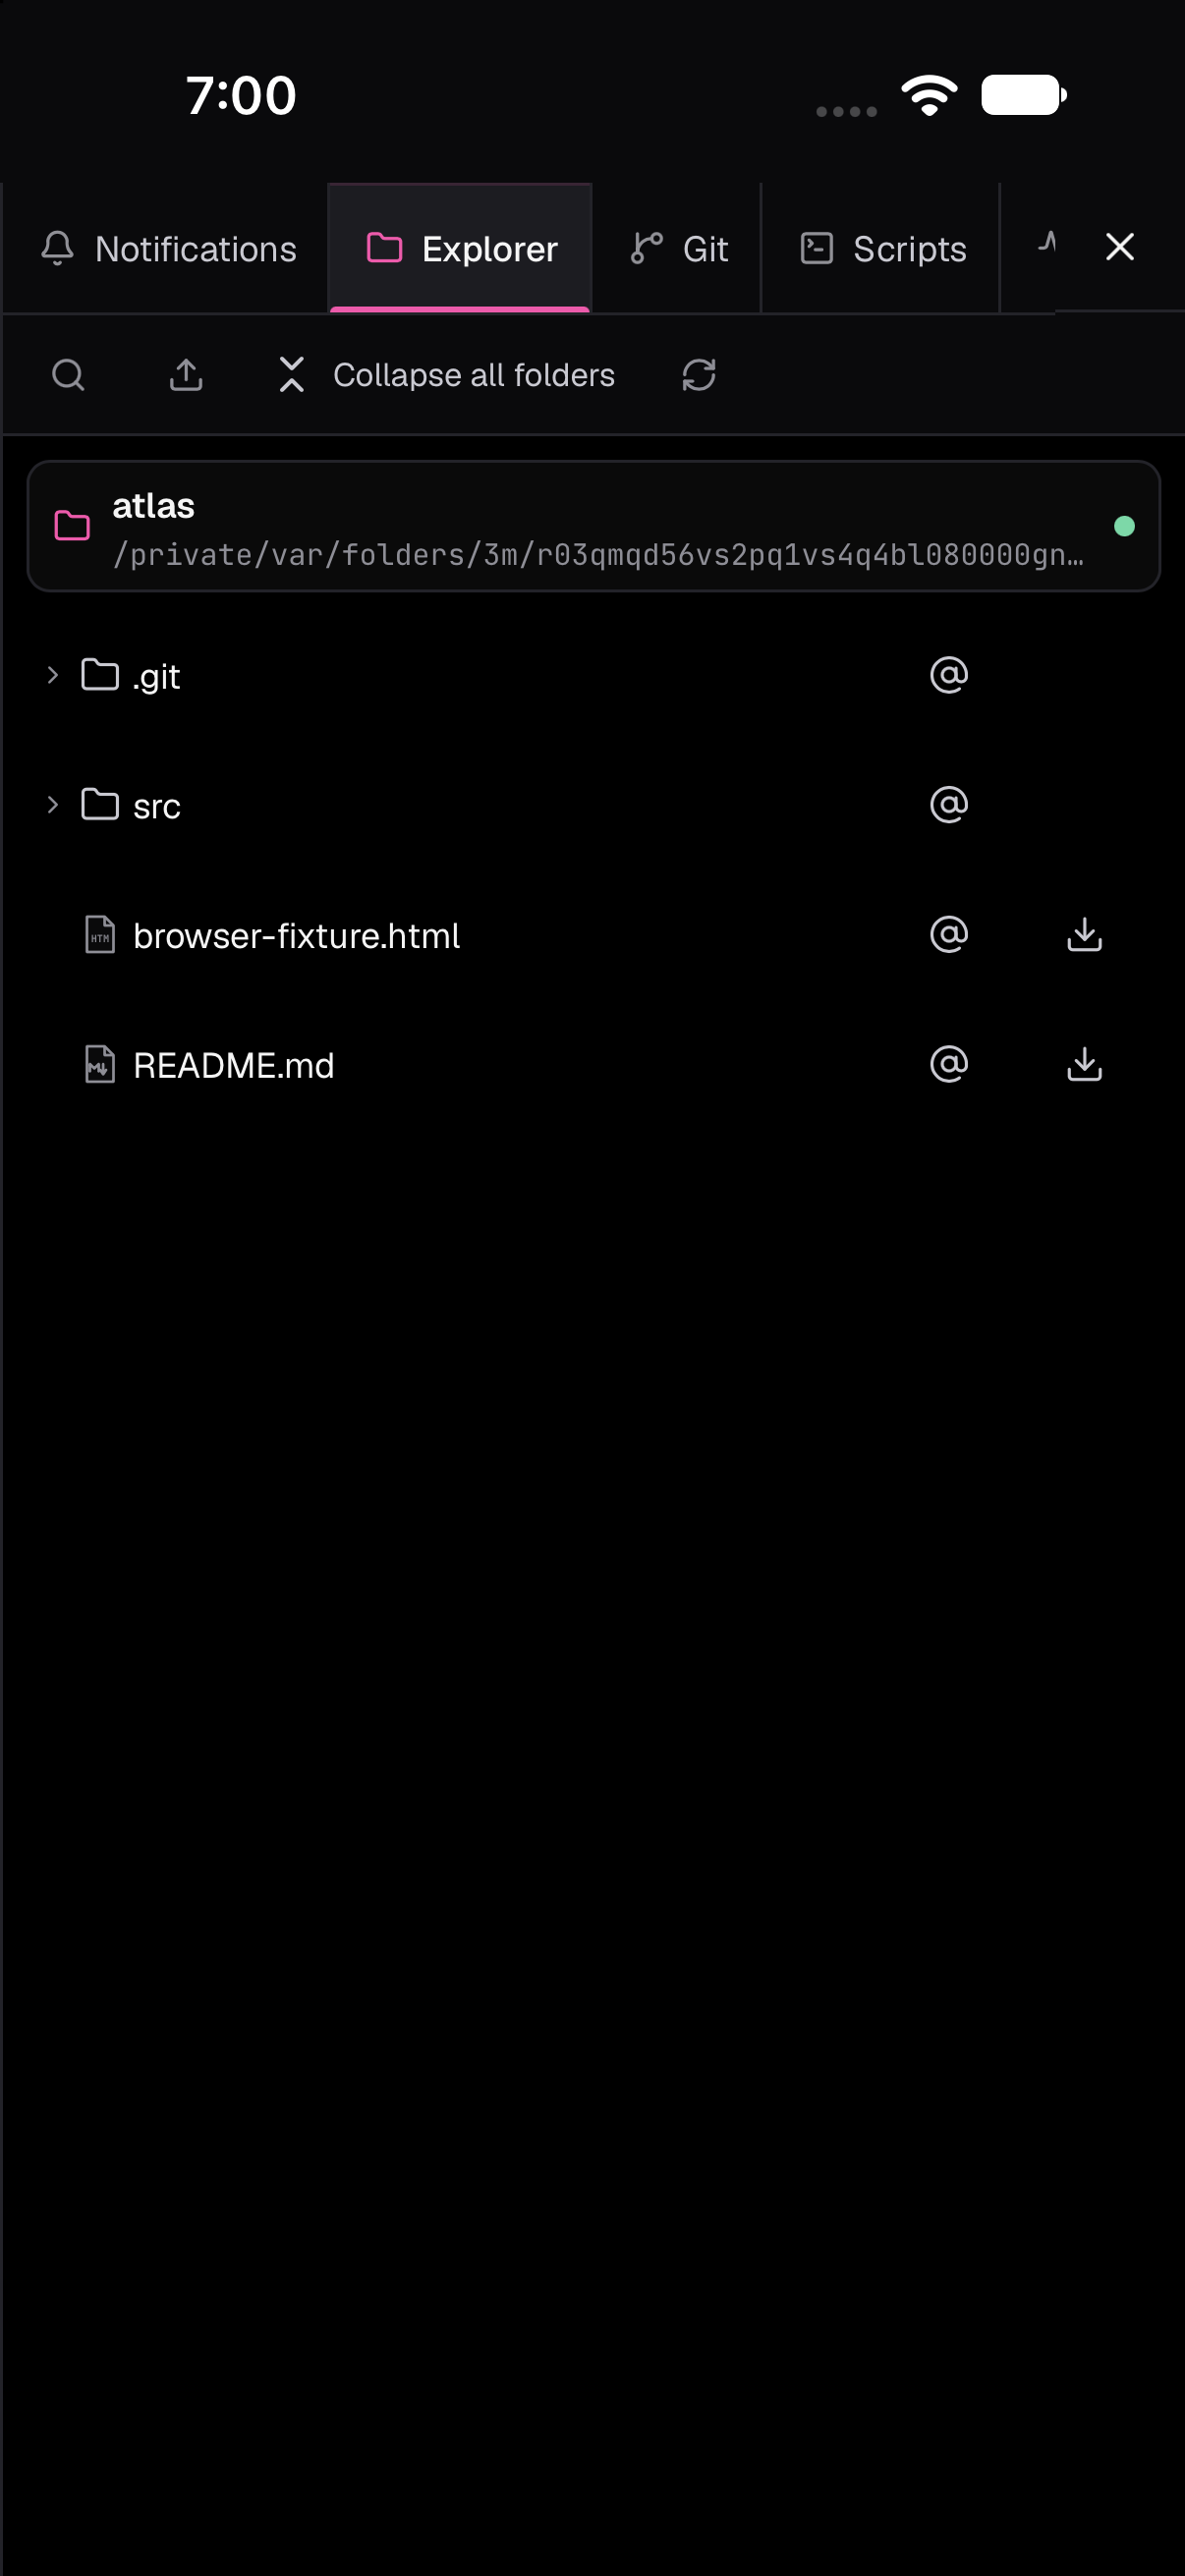 7:00
Notifications
Explorer
Git
Scripts
Collapse all folders
atlas
/private/var/folders/3m/r03qmqd56vs2pq1vs4q4bl080000gn…
.git
src
HTM browser-fixture.html
README.md